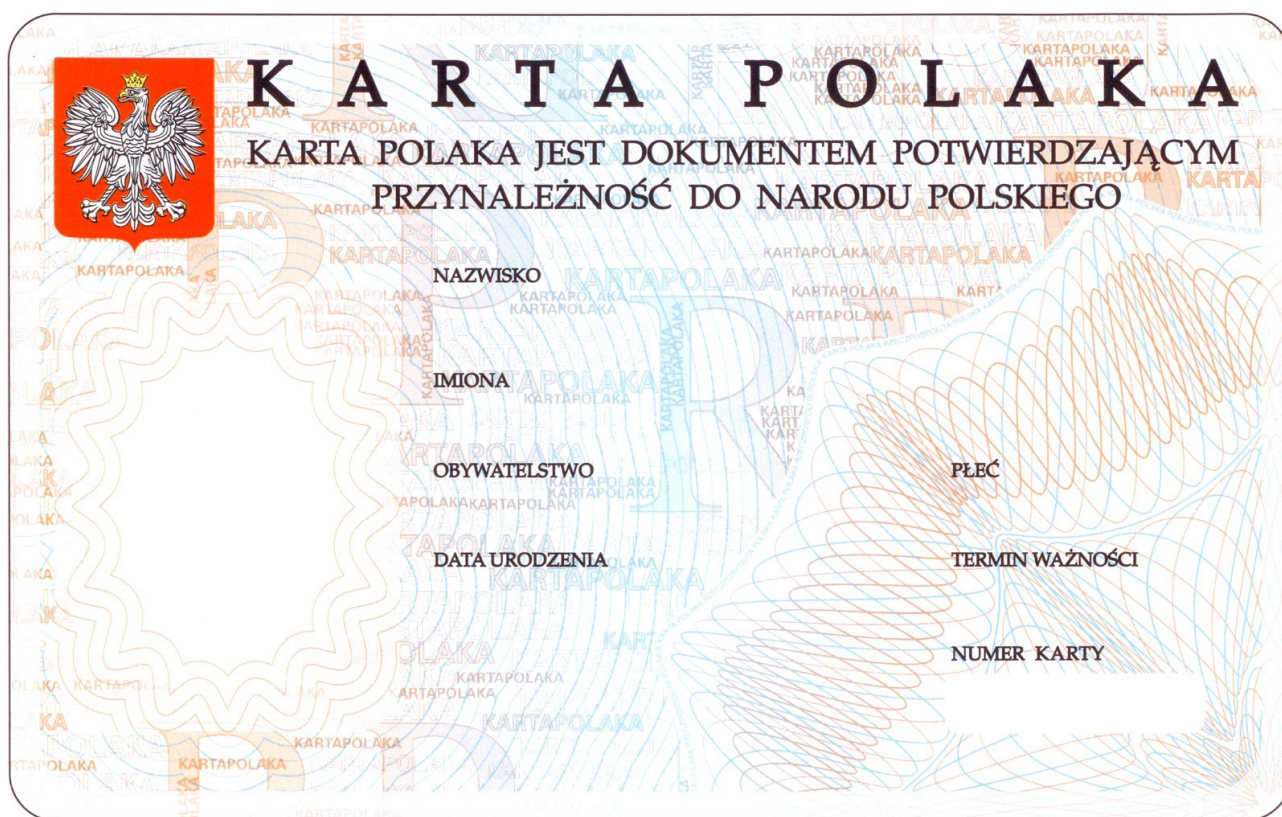 KARTA POLAKA
KARTA POLAKA JEST DOKUMENTEM POTWIERDZAJĄCYM
PRZYNALEŻNOŚĆ DO NARODU POLSKIEGO
NAZWISKO
IMIONA
OBYWATELSTWO
PŁEĆ
DATA URODZENIA
TERMIN WAŻNOŚCI
NUMER KARTY